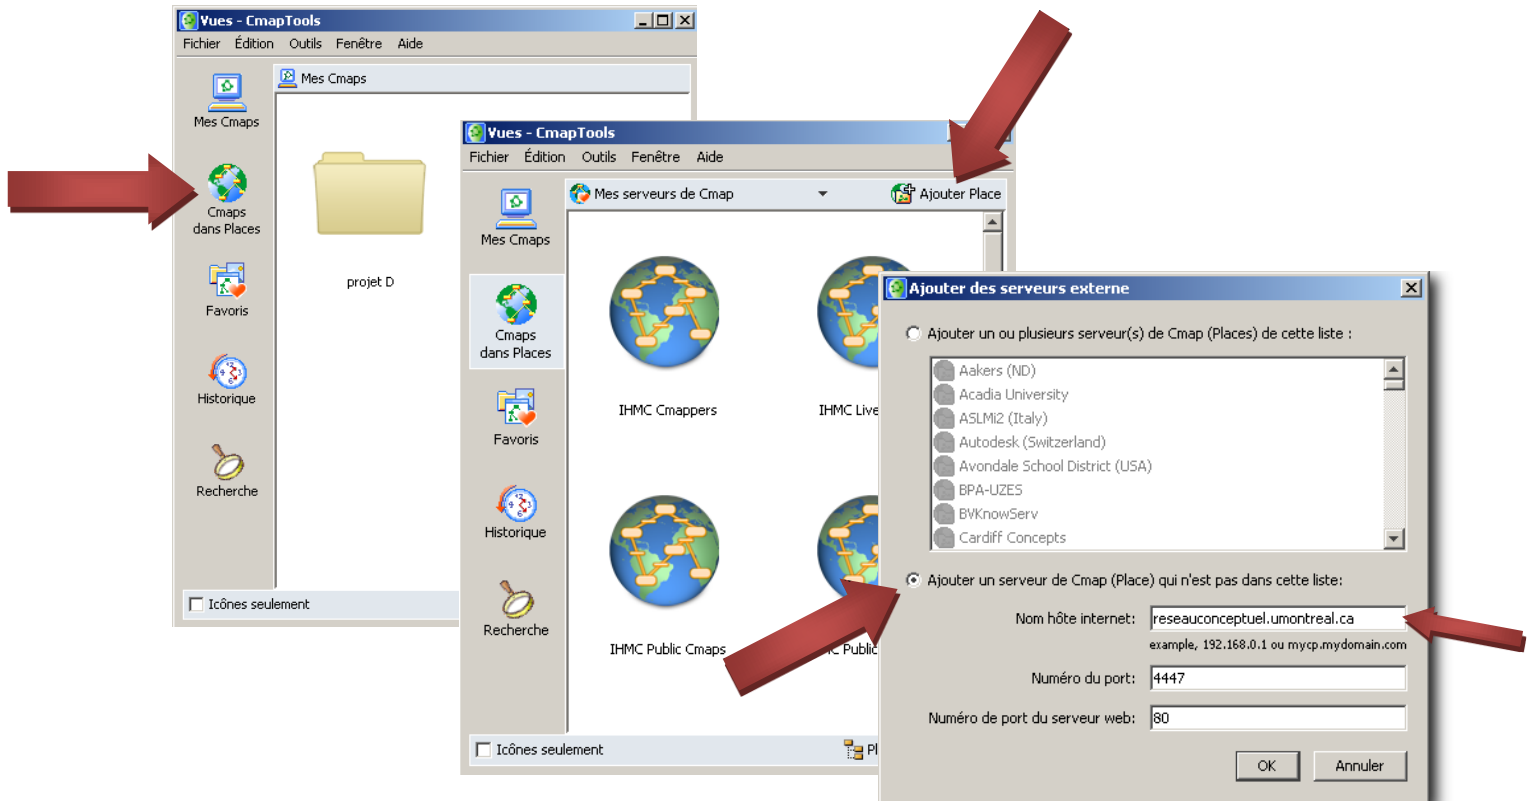 Vues - CmapTools
Fichier Édition Outils Fenêtre Aide
Mes Cmaps
Mes Cmaps
Cmaps
dans Places
Favoris
Historique
Recherche
projet D
Icônes seulement
Vues - CmapTools
Fichier Édition Outils Fenêtre Aide
Mes serveurs de Cmap
Ajouter Place
Mes Cmaps
Cmaps
dans Places
Favoris
Historique
Recherche
IHMC Cmappers
IHMC Live
IHMC Public Cmaps
Public
Icônes seulement
Ajouter des serveurs externe
Ajouter un ou plusieurs serveur(s) de Cmap (Places) de cette liste :
Aakers (ND)
Acadia University
ASLMi2 (Italy)
Autodesk (Switzerland)
Avondale School District (USA)
BPA-UZES
BVKnowServ
Cardiff Concepts
Ajouter un serveur de Cmap (Place) qui n'est pas dans cette liste:
Nom hôte internet: reseauconceptuel.umontreal.ca
example, 192.168.0.1 ou mycp.mydomain.com
Numéro du port: 4447
Numéro de port du serveur web: 80
OK Annuler